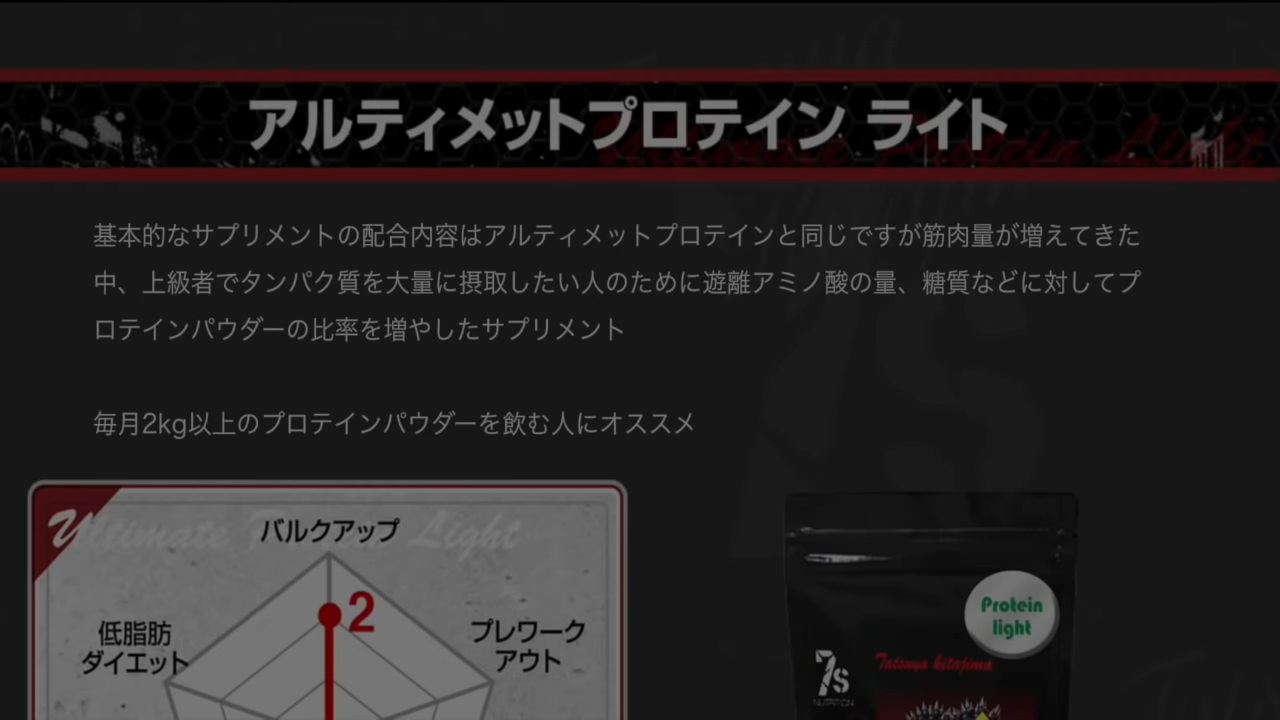 アルティメットプロテイン ライト
基本的なサプリメントの配合内容はアルティメットプロテインと同じですが筋肉量が増えてきた
中、上級者でタンパク質を大量に摂取したい人のために遊離アミノ酸の量、糖質などに対してプ
ロテインパウダーの比率を増やしたサプリメント
毎月2kg以上のプロテインパウダーを飲む人にオススメ
Ultimate Protein Light
バルクアップ
2
低脂肪
ダイエット
プレワーク
アウト
Protein
light
7s
NUTRITION
Tatsuya kitajima